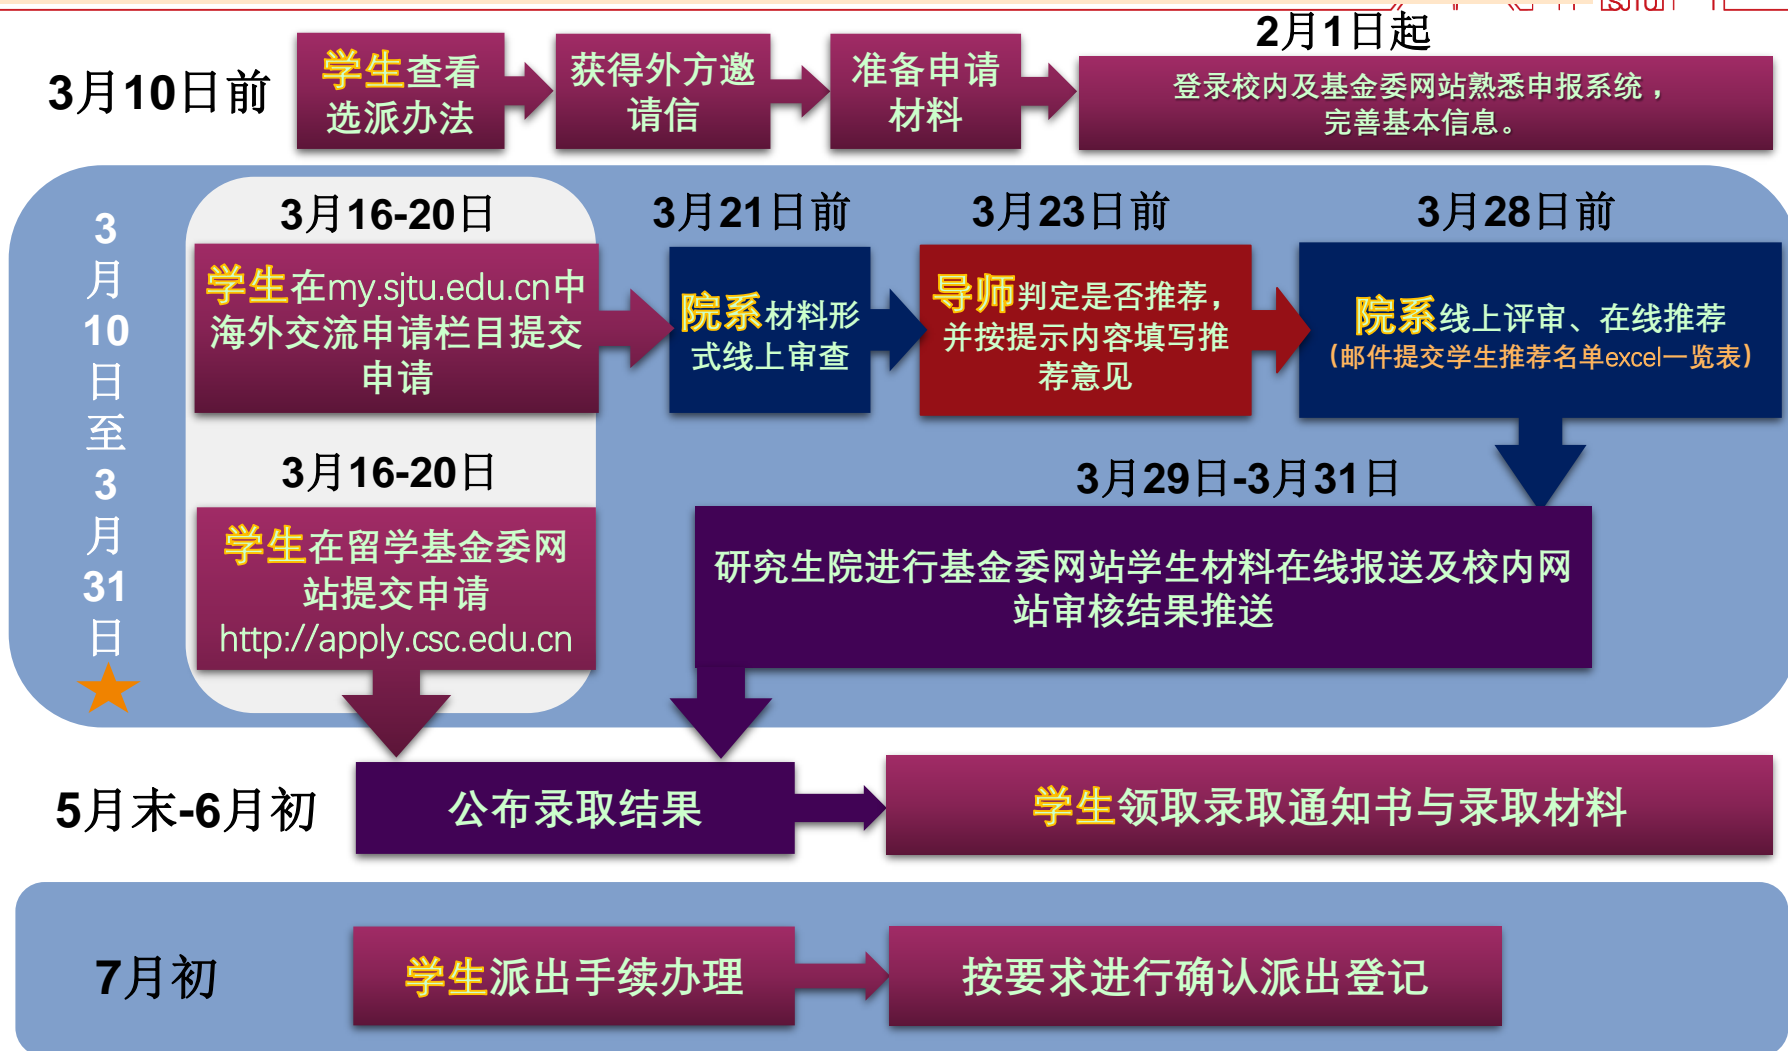 SJTU
2月1日起
3月10日前
学生查看
选派办法
获得外方邀
请信
准备申请
材料
登录校内及基金委网站熟悉申报系统，
完善基本信息。
3
月
10
日
至
3
月
31
日
3月16-20日
学生在my.sjtu.edu.cn中
海外交流申请栏目提交
申请
3月21日前
院系材料形
式线上审查
3月23日前
导师判定是否推荐，
并按提示内容填写推
荐意见
3月28日前
院系线上评审、在线推荐
（邮件提交学生推荐名单excel一览表）
3月16-20日
学生在留学基金委网
站提交申请
http://apply.csc.edu.cn
3月29日-3月31日
研究生院进行基金委网站学生材料在线报送及校内网
站审核结果推送
5月末-6月初
公布录取结果
学生领取录取通知书与录取材料
7月初
学生派出手续办理
按要求进行确认派出登记